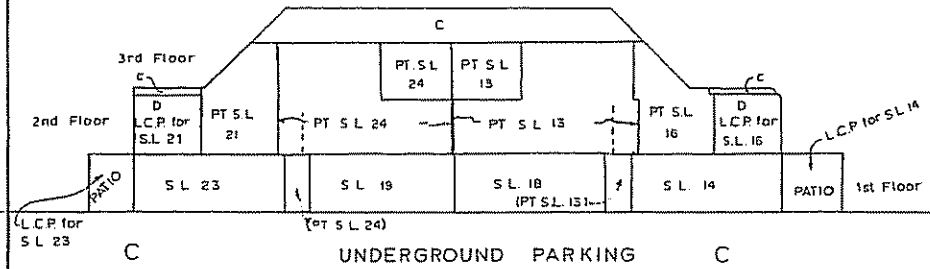 C
3rd Floor
C
PT. S L
24
PT S.L.
13
C
D
L.C.P. for
S.L. 21
PT S.L
21
PT S L 24
PT S L 13
PT S.L
16
D
L.C.P. for
S.L. 16
L.C.P for S.L 14
2nd Floor
PATIO
S L 23
S L 19
S L. 18
S L. 14
PATIO
1st Floor
(PT S.L. 13)
(PT S L 24)
L.C.P. for
S L 23
C
UNDERGROUND PARKING
C